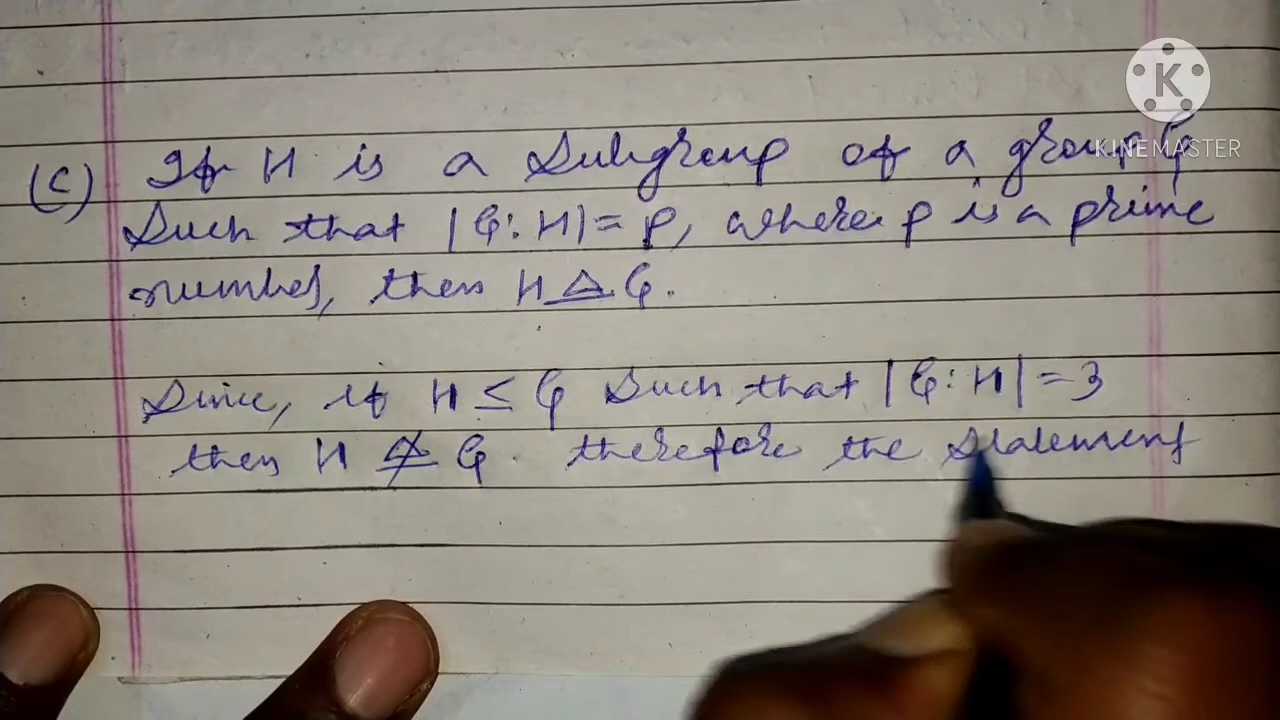 K
KINEMASTER
(c) If H is a subgroup of a group G
such that |G:H|=p, where p is a prime
number, then H ⊴ G.
Since, if H ≤ G such that |G:H|=3
then H ⋬ G. therefore the statement